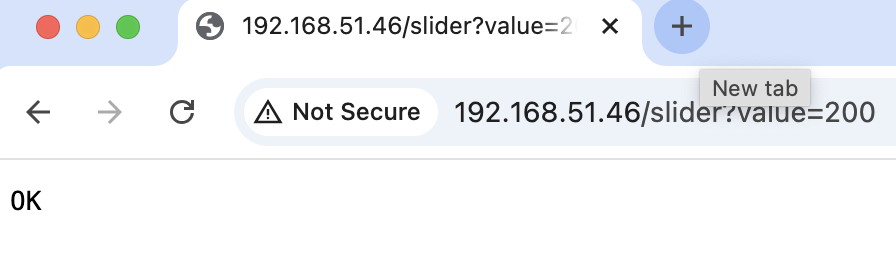 192.168.51.46/slider?value=2
New tab
Not Secure
192.168.51.46/slider?value=200
OK